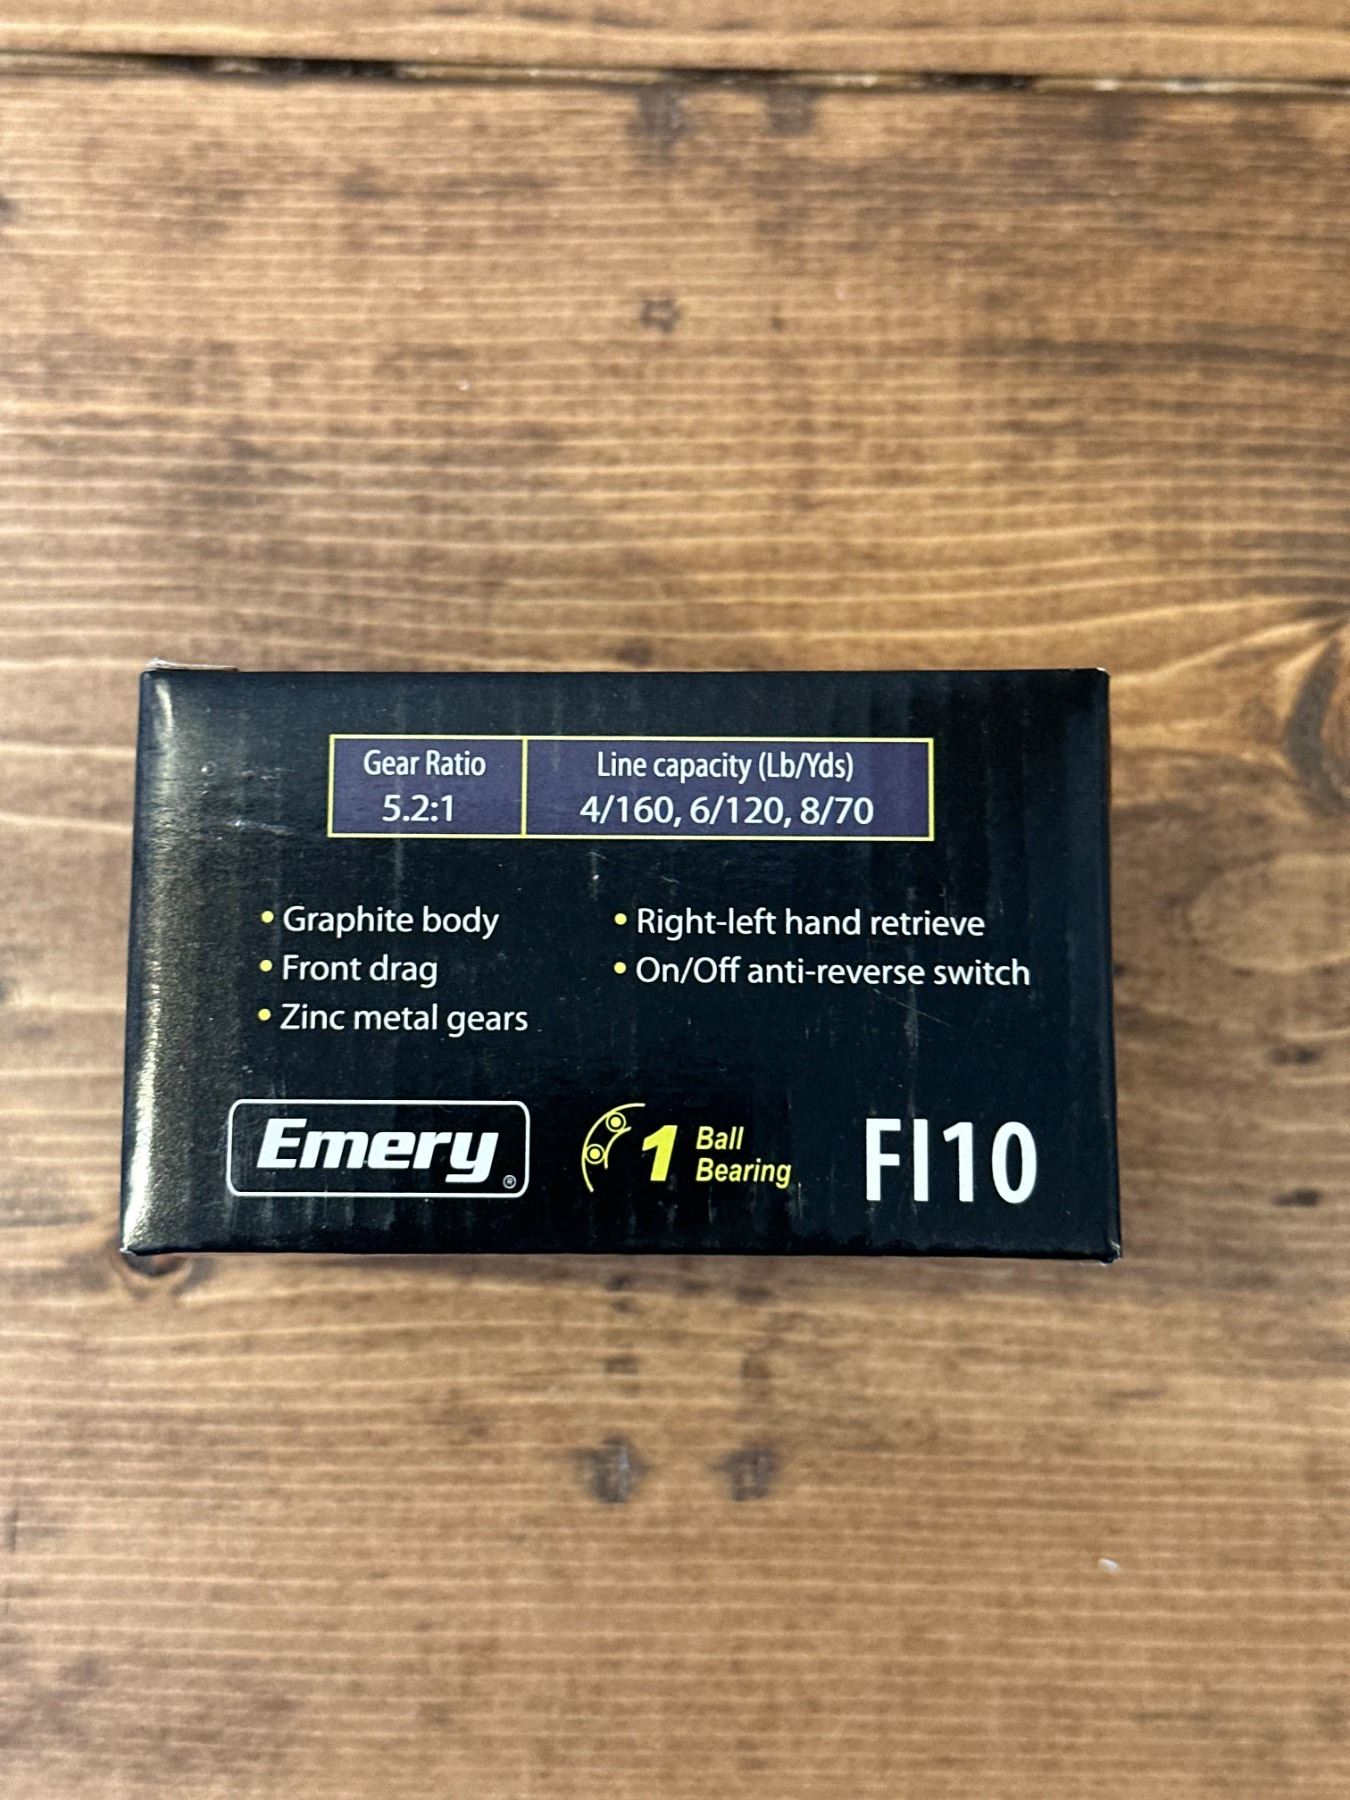 Gear Ratio
5.2:1
Line capacity (Lb/Yds)
4/160, 6/120, 8/70
• Graphite body
• Front drag
• Zinc metal gears
• Right-left hand retrieve
• On/Off anti-reverse switch
Emery®
1 Ball
Bearing
FI10